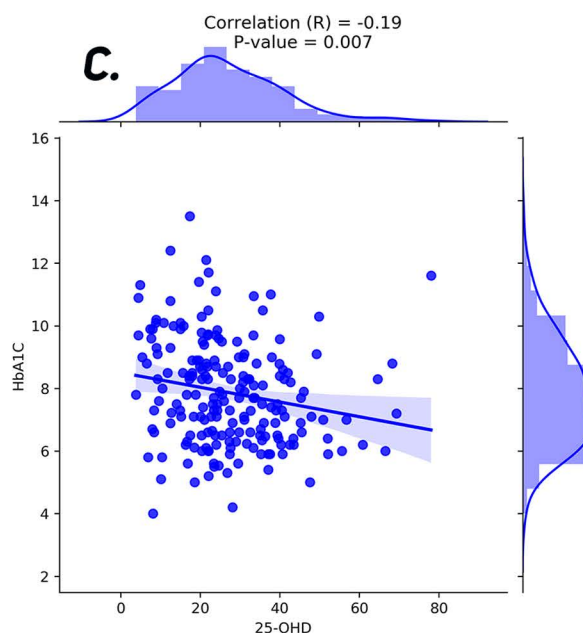 Correlation (R) = -0.19
P-value = 0.007
C.
16
14
12
10
8
6
4
2
HbA1C
0 20 40 60 80
25-OHD